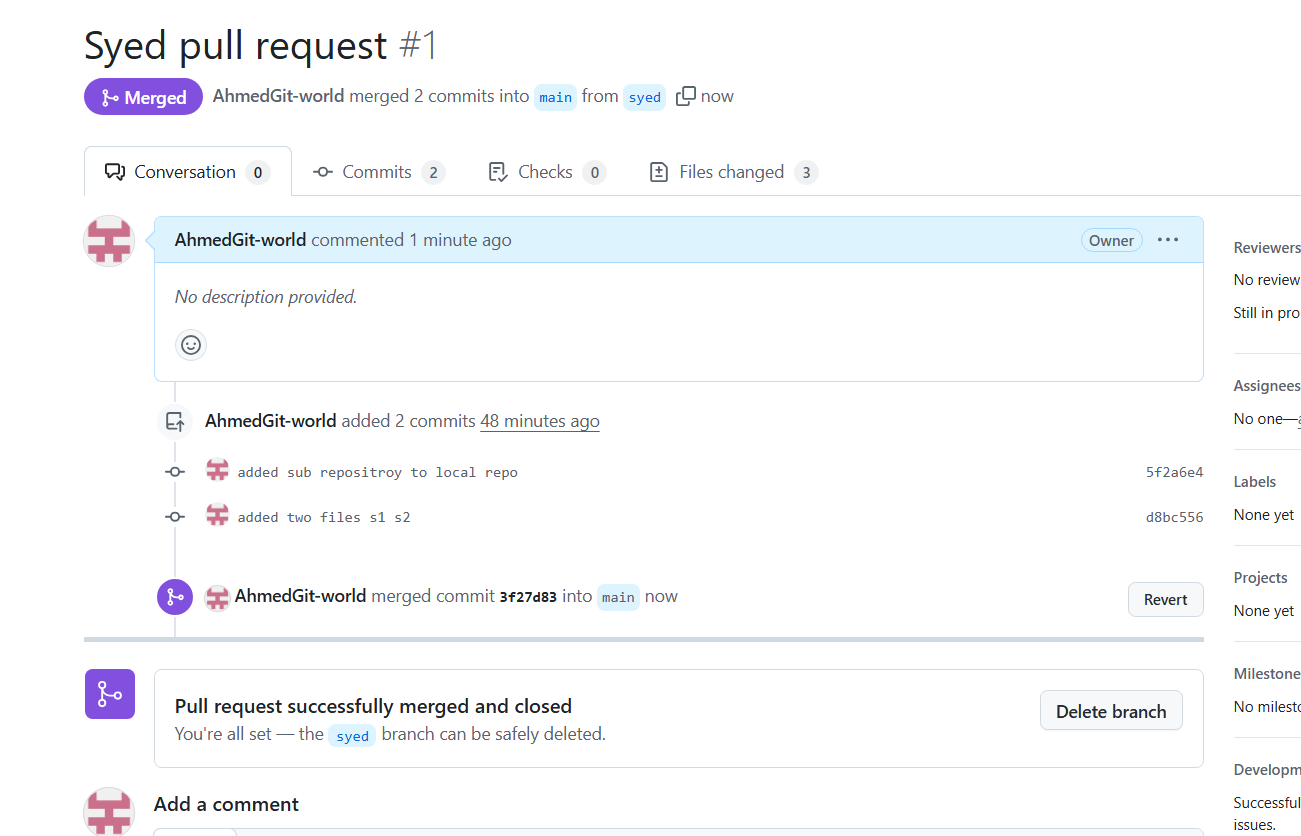 Syed pull request #1
Merged AhmedGit-world merged 2 commits into main from syed now
Conversation 0 Commits 2 Checks 0 Files changed 3
AhmedGit-world commented 1 minute ago Owner ...
No description provided.
AhmedGit-world added 2 commits 48 minutes ago
added sub repositroy to local repo 5f2a6e4
added two files s1 s2 d8bc556
AhmedGit-world merged commit 3f27d83 into main now Revert
Pull request successfully merged and closed
You're all set — the syed branch can be safely deleted. Delete branch
Add a comment
Reviewers
No review
Still in pro
Assignees
No one—
Labels
None yet
Projects
None yet
Milestone
No milesto
Developm
Successful
issues.